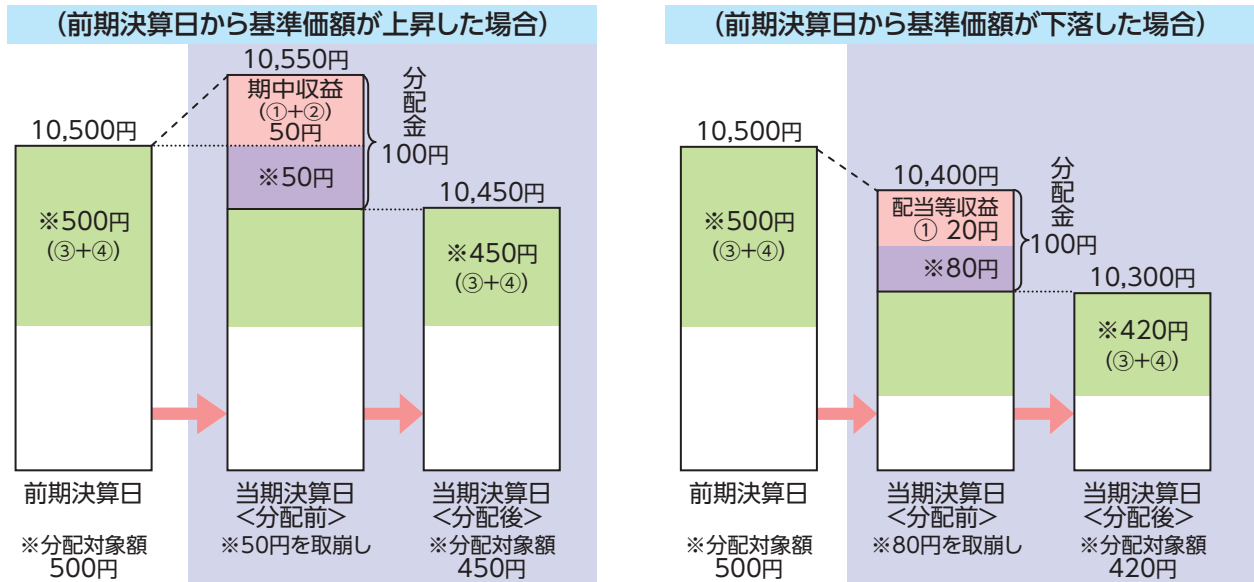 (前期決算日から基準価額が上昇した場合)
10,550円
期中収益
(①+②)
50円
分配金
100円
10,500円
※50円
10,450円
※500円
(③+④)
※450円
(③+④)
前期決算日
当期決算日
<分配前>
当期決算日
<分配後>
※分配対象額
500円
※50円を取崩し
※分配対象額
450円
(前期決算日から基準価額が下落した場合)
10,500円
10,400円
配当等収益
① 20円
分配金
100円
※500円
(③+④)
※80円
10,300円
※420円
(③+④)
前期決算日
当期決算日
<分配前>
当期決算日
<分配後>
※分配対象額
500円
※80円を取崩し
※分配対象額
420円